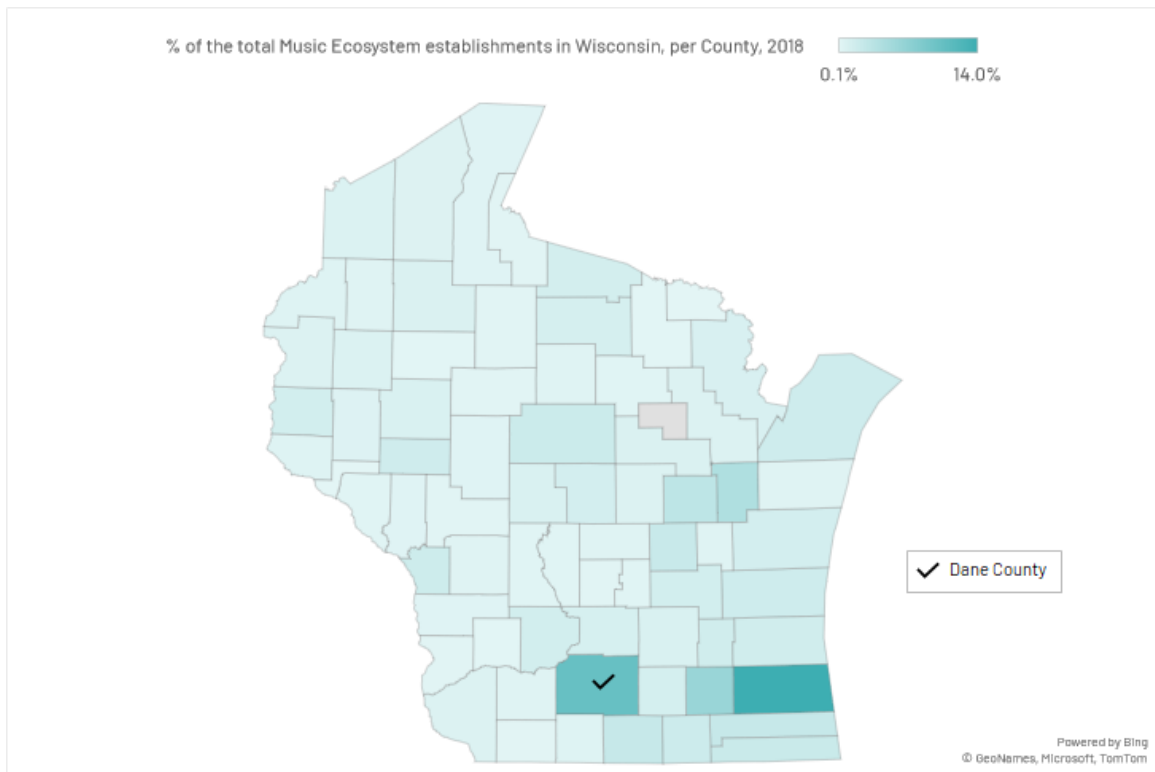 % of the total Music Ecosystem establishments in Wisconsin, per County, 2018
0.1% 14.0%
Dane County
Powered by Bing
© GeoNames, Microsoft, TomTom